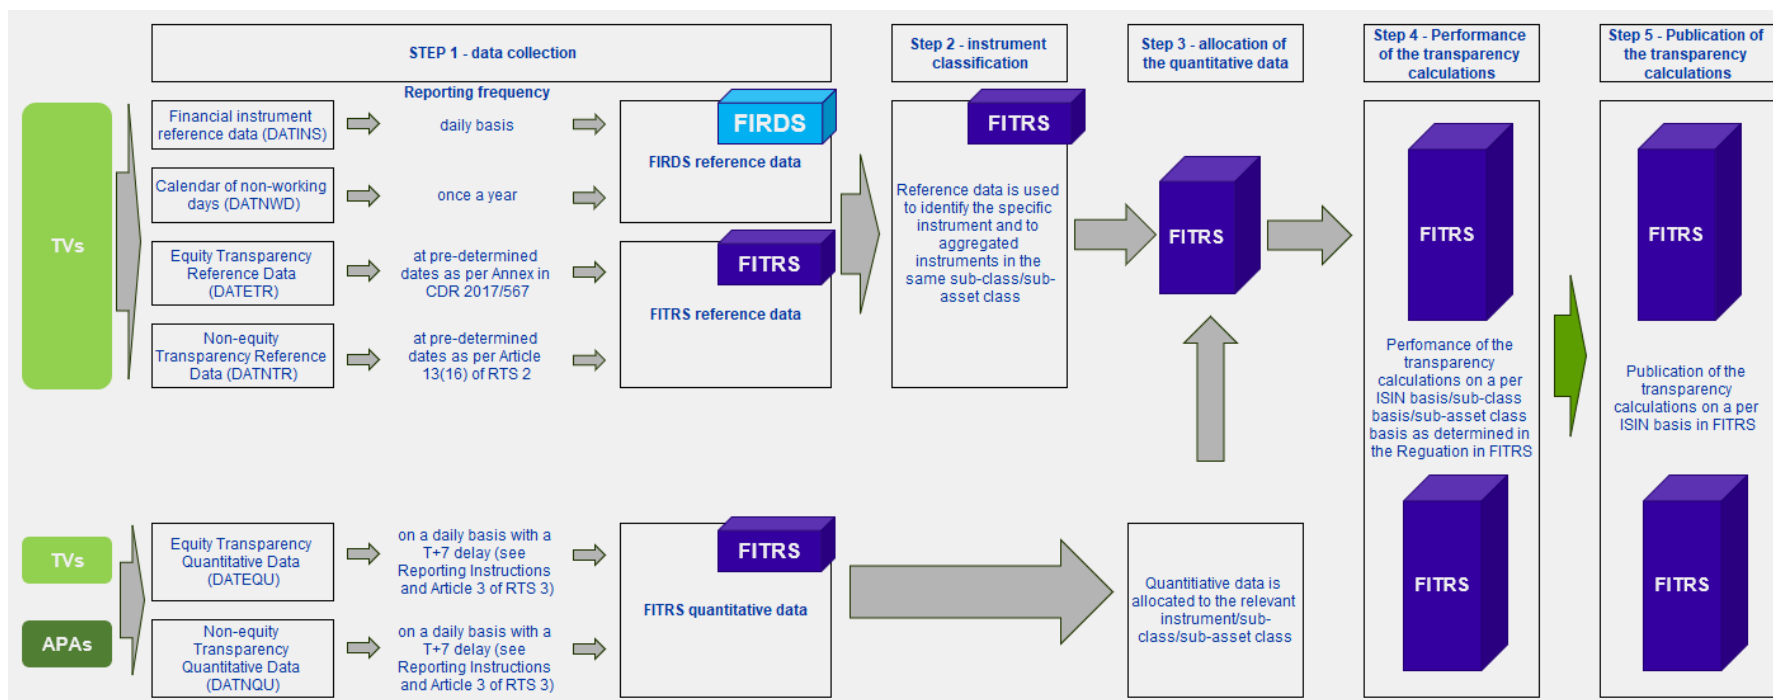 STEP 1 - data collection
Step 2 - instrument
classification
Step 3 - allocation of
the quantitative data
Step 4 - Performance
of the transparency
calculations
Step 5 - Publication of
the transparency
calculations
Reporting frequency
TVs
Financial instrument
reference data (DATINS)
daily basis
FIRDS
FIRDS reference data
Calendar of non-working
days (DATNWD)
once a year
Equity Transparency
Reference Data
(DATETR)
at pre-determined
dates as per Annex in
CDR 2017/567
FITRS
FITRS reference data
Non-equity
Transparency Reference
Data (DATNTR)
at pre-determined
dates as per Article
13(16) of RTS 2
FITRS
Reference data is used
to identify the specific
instrument and to
aggregated
instruments in the
same sub-class/sub-
asset class
FITRS
FITRS
Perfomance of the
transparency
calculations on a per
ISIN basis/sub-class
basis/sub-asset class
basis as determined in
the Reguation in FITRS
FITRS
FITRS
Publication of the
transparency
calculations on a per
ISIN basis in FITRS
FITRS
TVs
APAs
Equity Transparency
Quantitative Data
(DATEQU)
on a daily basis with a
T+7 delay (see
Reporting Instructions
and Article 3 of RTS 3)
FITRS
FITRS quantitative data
Non-equity
Transparency
Quantitative Data
(DATNQU)
on a daily basis with a
T+7 delay (see
Reporting Instructions
and Article 3 of RTS 3)
Quantitiative data is
allocated to the relevant
instrument/sub-
class/sub-asset class